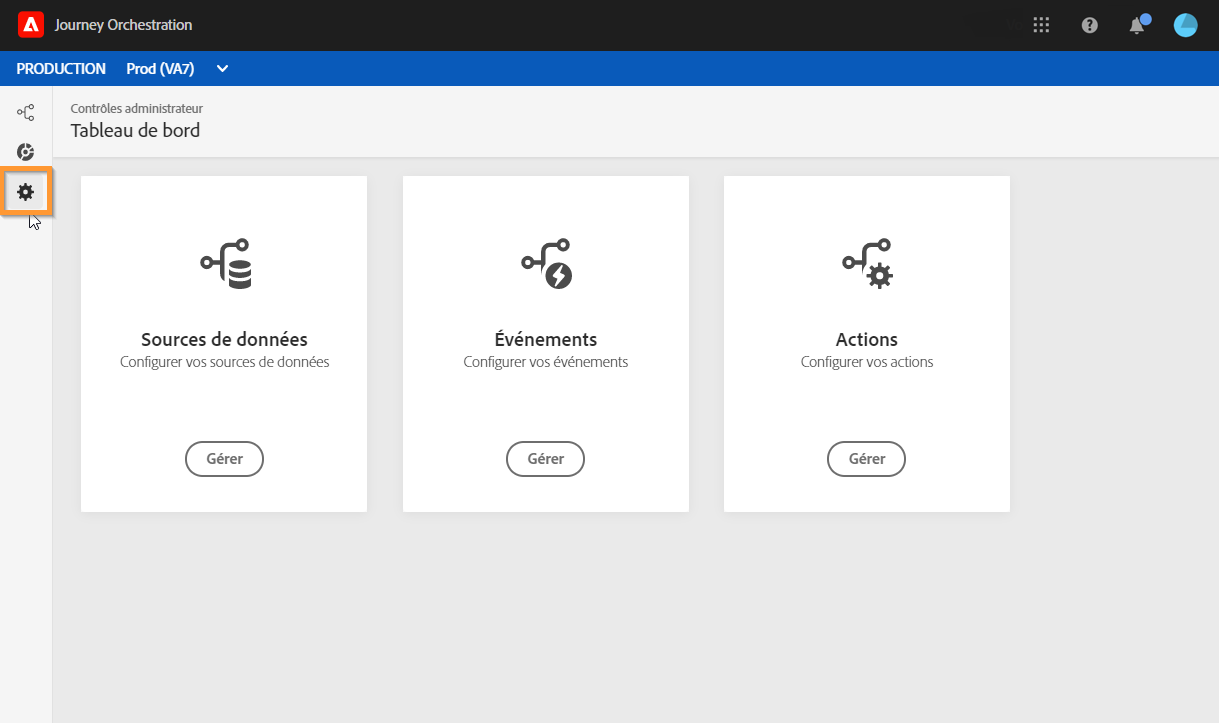 Journey Orchestration
PRODUCTION Prod (VA7)
Contrôles administrateur
Tableau de bord
Sources de données
Configurer vos sources de données
Gérer
Événements
Configurer vos événements
Gérer
Actions
Configurer vos actions
Gérer